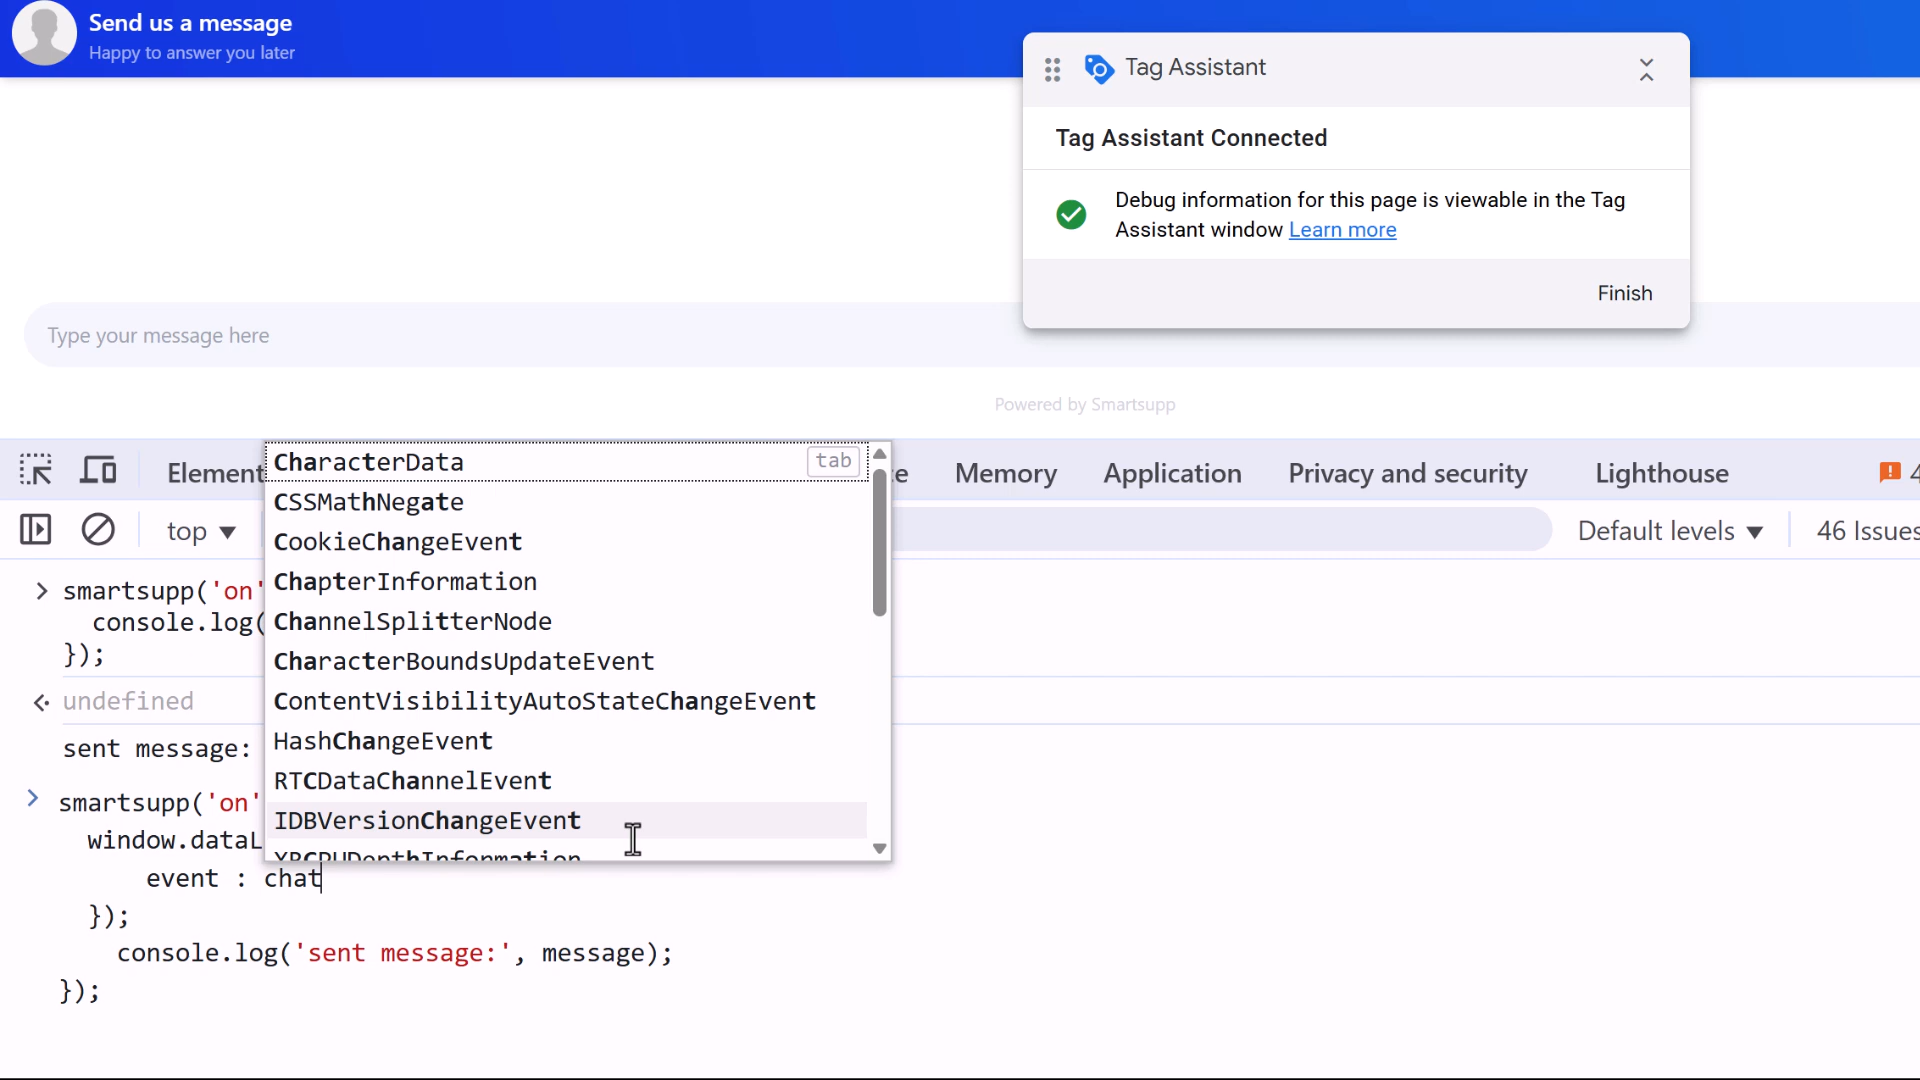 Send us a message
Happy to answer you later
Tag Assistant
Tag Assistant Connected
Debug information for this page is viewable in the Tag
Assistant window Learn more
Finish
Type your message here
Powered by Smartsupp
Memory Application Privacy and security Lighthouse
top Default levels 46 Issues
CharacterData tab
CSSMathNegate
CookieChangeEvent
ChapterInformation
ChannelSplitterNode
CharacterBoundsUpdateEvent
ContentVisibilityAutoStateChangeEvent
HashChangeEvent
RTCDataChannelEvent
IDBVersionChangeEvent
smartsupp('on'
console.log(
});
undefined
sent message:
smartsupp('on'
window.dataL
event : chat
});
console.log('sent message:', message);
});